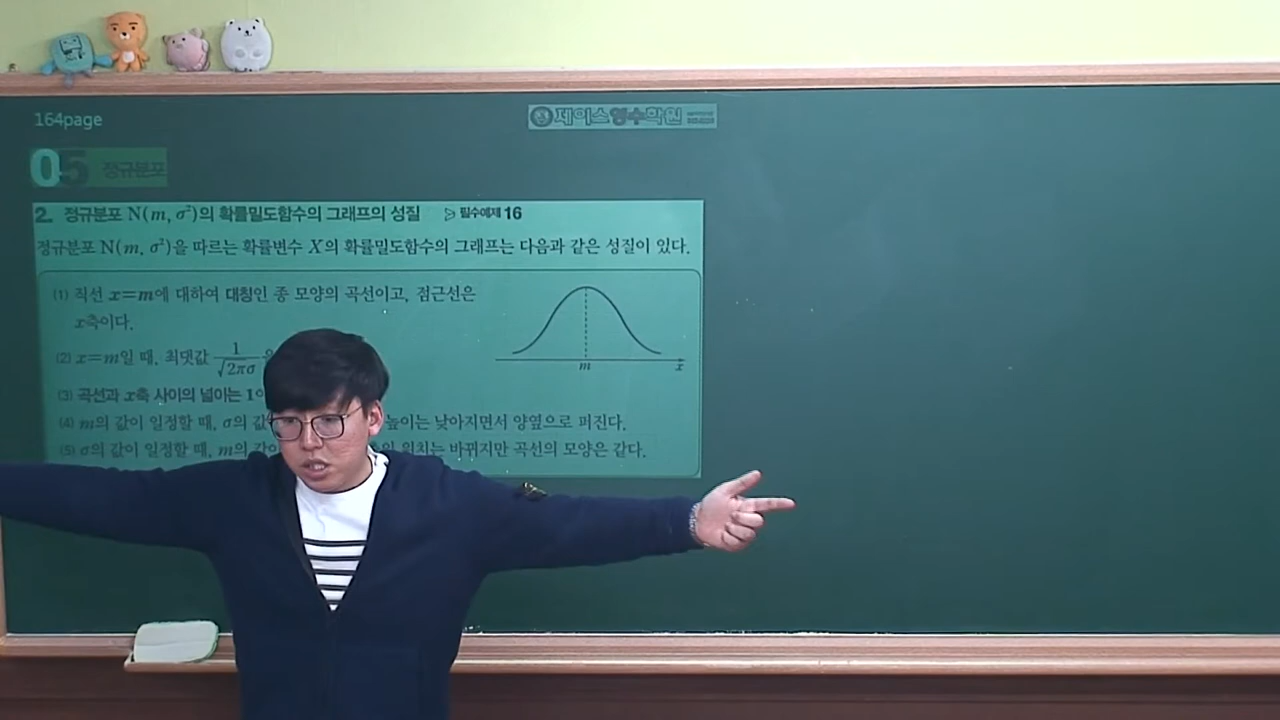 164page
제이스영수학원
05 정규분포
2. 정규분포 N(m, σ²)의 확률밀도함수의 그래프의 성질 ▷ 필수예제 16
정규분포 N(m, σ²)을 따르는 확률변수 X의 확률밀도함수의 그래프는 다음과 같은 성질이 있다.
(1) 직선 x=m에 대하여 대칭인 종 모양의 곡선이고, 점근선은
x축이다.
(2) x=m일 때, 최댓값 1/√2πσ
m x
(3) 곡선과 x축 사이의 넓이는 1
(4) m의 값이 일정할 때, σ의 높이는 낮아지면서 양옆으로 퍼진다.
(5) σ의 값이 일정할 때, m의 위치는 바뀌지만 곡선의 모양은 같다.